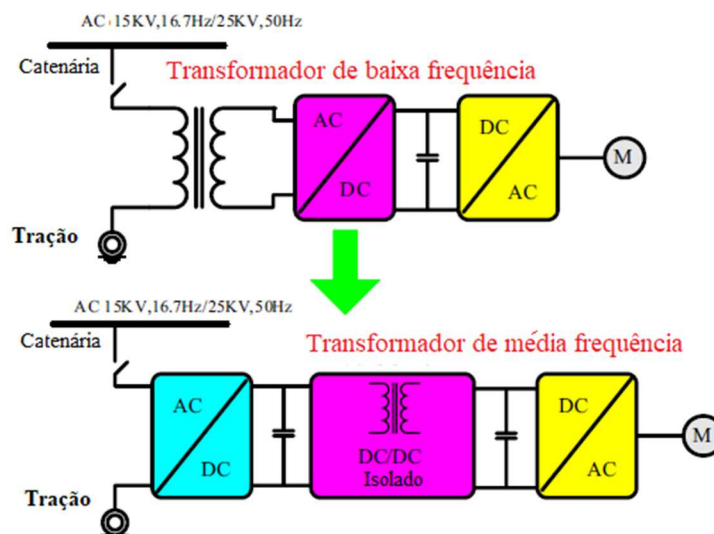 AC 15KV,16.7Hz/25KV,50Hz
Catenária
Transformador de baixa frequência
AC
DC
DC
AC
M
Tração
AC 15KV,16.7Hz/25KV,50Hz
Catenária
Transformador de média frequência
AC
DC
DC/DC
Isolado
DC
AC
M
Tração